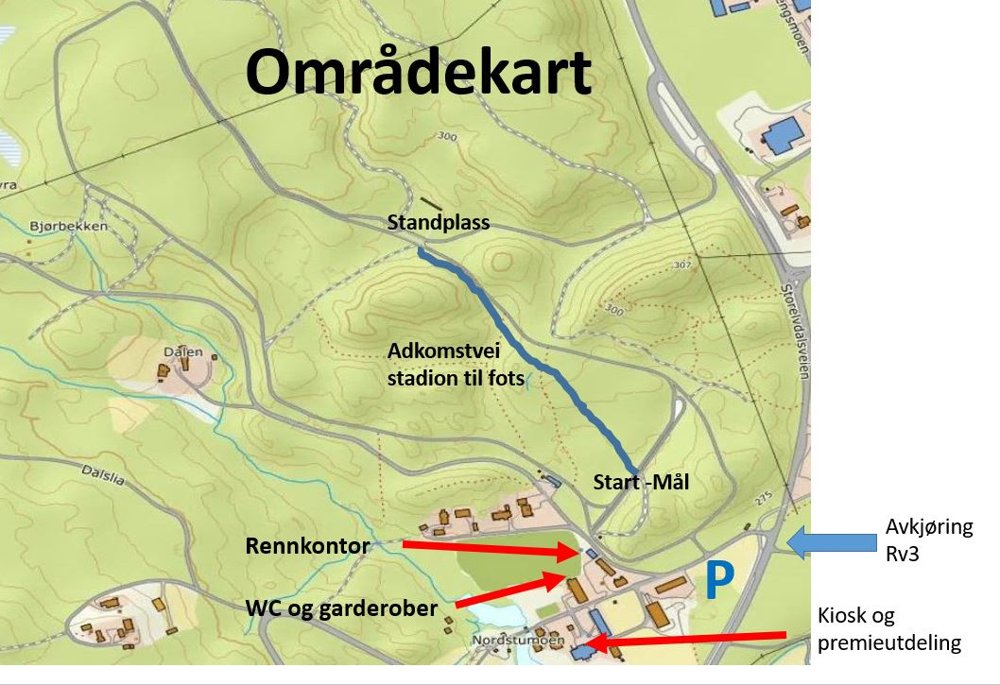 Områdekart
engsmoen
300
Standplass
Bjørbekken
307
300
Storelvdalsveien
Dalen
Adkomstvei
stadion til fots
Dalslia
Start -Mål
275
Avkjøring
Rv3
Rennkontor
P
WC og garderober
Kiosk og
premieutdeling
Nordstumoen